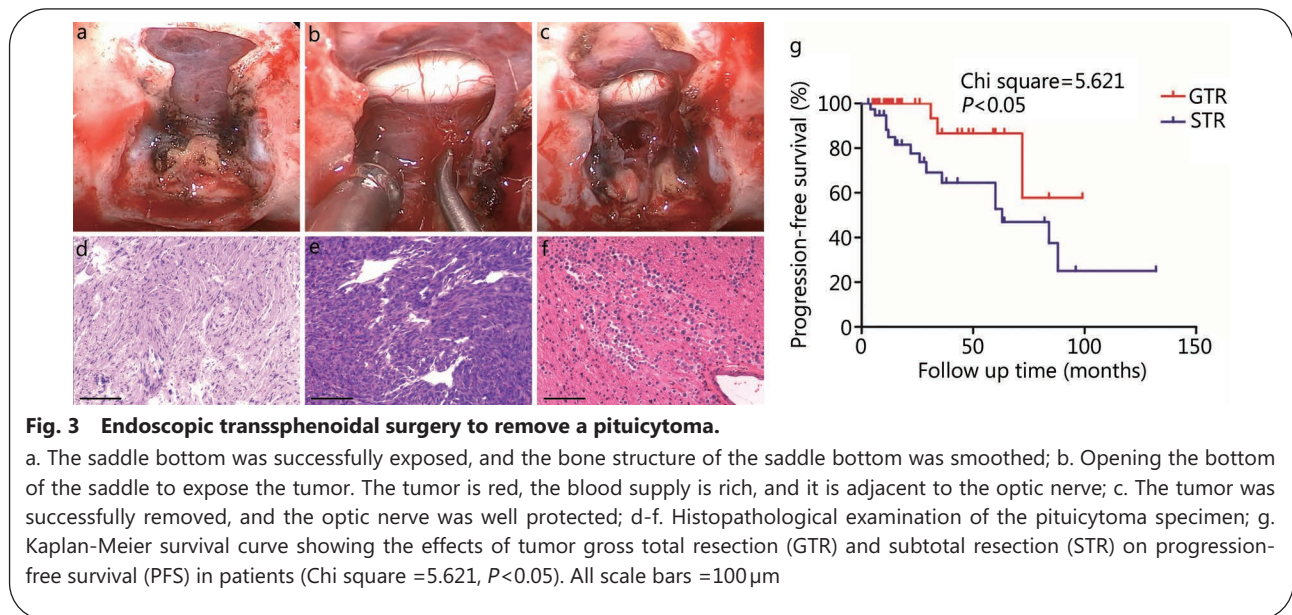 a
b
c
d
e
f
g
Chi square=5.621
P<0.05
GTR
STR
Progression-free survival (%)
100
80
60
40
20
0
0
50
100
150
Follow up time (months)
Fig. 3 Endoscopic transsphenoidal surgery to remove a pituicytoma.
a. The saddle bottom was successfully exposed, and the bone structure of the saddle bottom was smoothed; b. Opening the bottom
of the saddle to expose the tumor. The tumor is red, the blood supply is rich, and it is adjacent to the optic nerve; c. The tumor was
successfully removed, and the optic nerve was well protected; d-f. Histopathological examination of the pituicytoma specimen; g.
Kaplan-Meier survival curve showing the effects of tumor gross total resection (GTR) and subtotal resection (STR) on progression-
free survival (PFS) in patients (Chi square =5.621, P<0.05). All scale bars =100μm